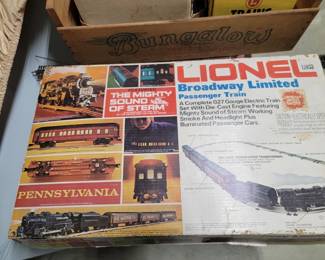 TRAINS
Bungalow
LIONEL
Broadway Limited
Passenger Train
A Complete 027 Gauge Electric Train
Set With Die-Cast Engine Featuring
Mighty Sound of Steam Working
Smoke And Headlight Plus
Illuminated Passenger Cars.
THE MIGHTY
SOUND
OF STEAM
PENNSYLVANIA